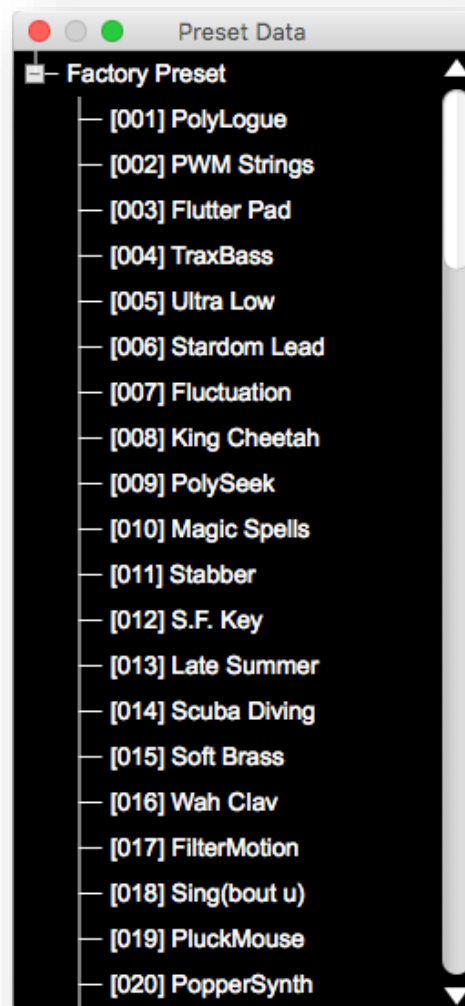 Preset Data
Factory Preset
[001] PolyLogue
[002] PWM Strings
[003] Flutter Pad
[004] TraxBass
[005] Ultra Low
[006] Stardom Lead
[007] Fluctuation
[008] King Cheetah
[009] PolySeek
[010] Magic Spells
[011] Stabber
[012] S.F. Key
[013] Late Summer
[014] Scuba Diving
[015] Soft Brass
[016] Wah Clav
[017] FilterMotion
[018] Sing(bout u)
[019] PluckMouse
[020] PopperSynth